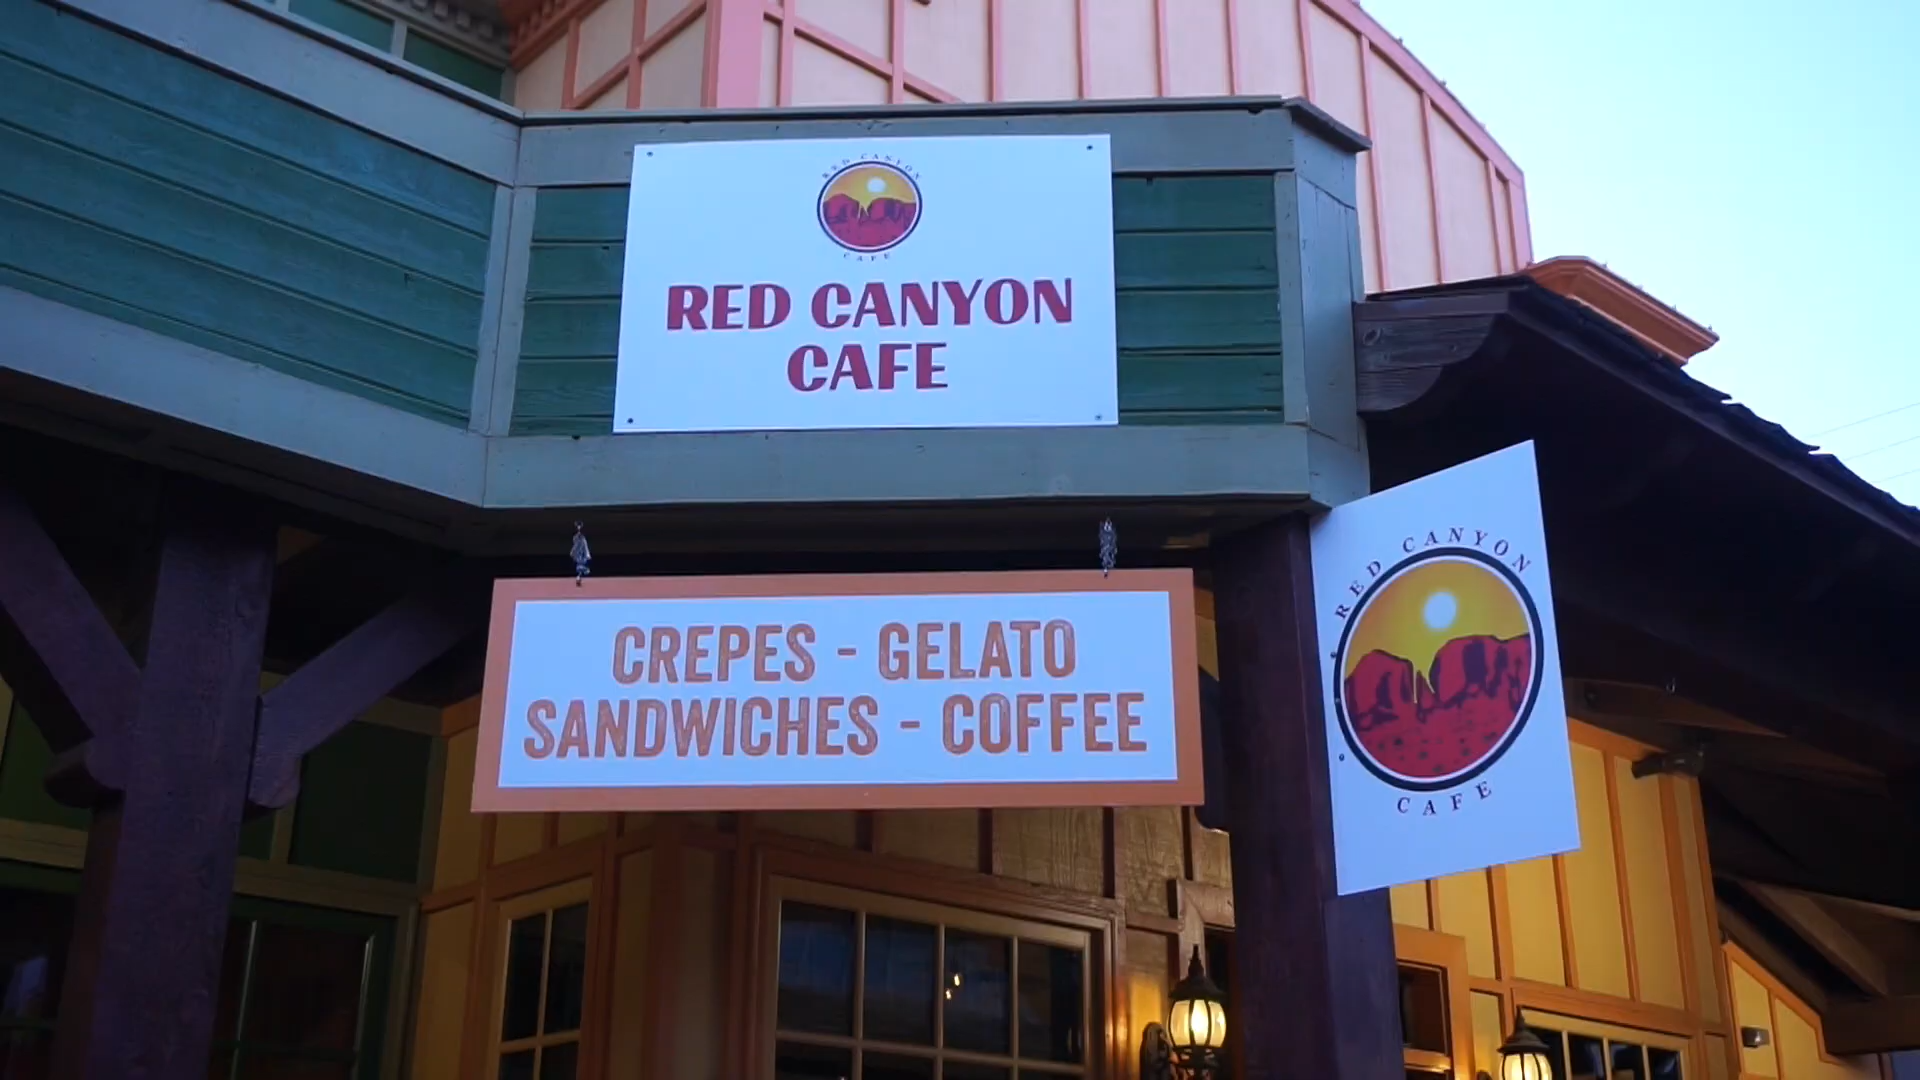 RED CANYON
CAFE
RED CANYON
CAFE
CREPES - GELATO
SANDWICHES - COFFEE
RED CANYON
CAFE